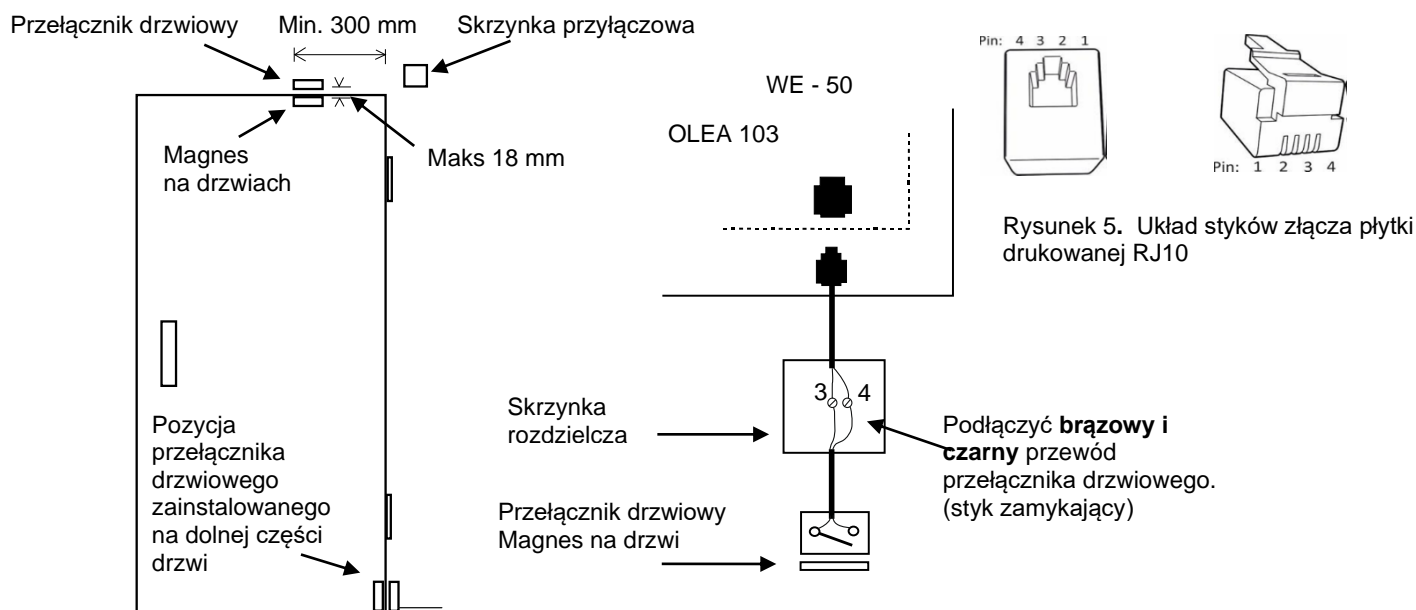 Przełącznik drzwiowy
Min. 300 mm
Skrzynka przyłączowa
Magnes
na drzwiach
Maks 18 mm
Pozycja
przełącznika
drzwiowego
zainstalowanego
na dolnej części
drzwi
WE - 50
OLEA 103
3
4
Skrzynka
rozdzielcza
Podłączyć brązowy i
czarny przewód
przełącznika drzwiowego.
(styk zamykający)
Przełącznik drzwiowy
Magnes na drzwi
Pin: 4 3 2 1
Pin: 1 2 3 4
Rysunek 5. Układ styków złącza płytki
drukowanej RJ10